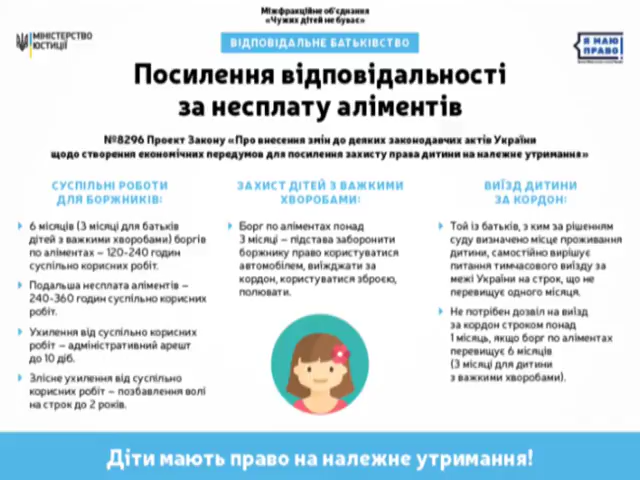 Міжфракційне об'єднання
«Чужих дітей не буває»
МІНІСТЕРСТВО
ЮСТИЦІЇ
ВІДПОВІДАЛЬНЕ БАТЬКІВСТВО
Я МАЮ
ПРАВО!
Посилення відповідальності
за несплату аліментів
№8296 Проект Закону «Про внесення змін до деяких законодавчих актів України
щодо створення економічних передумов для посилення захисту права дитини на належне утримання»
СУСПІЛЬНІ РОБОТИ
ДЛЯ БОРЖНИКІВ:
6 місяців (3 місяці для батьків
дітей з важкими хворобами) боргів
по аліментах – 120-240 годин
суспільно корисних робіт.
Подальша несплата аліментів –
240-360 годин суспільно корисних
робіт.
Ухилення від суспільно корисних
робіт – адміністративний арешт
до 10 діб.
Злісне ухилення від суспільно
корисних робіт – позбавлення волі
на строк до 2 років.
ЗАХИСТ ДІТЕЙ З ВАЖКИМИ
ХВОРОБАМИ:
Борг по аліментах понад
3 місяці – підстава заборонити
боржнику право користуватися
автомобілем, виїжджати за
кордон, користуватися зброєю,
полювати.
ВИЇЗД ДИТИНИ
ЗА КОРДОН:
Той із батьків, з ким за рішенням
суду визначено місце проживання
дитини, самостійно вирішує
питання тимчасового виїзду за
межі України на строк, що не
перевищує одного місяця.
Не потрібен дозвіл на виїзд
за кордон строком понад
1 місяць, якщо борг по аліментах
перевищує 6 місяців
(3 місяці для дитини
з важкими хворобами).
Діти мають право на належне утримання!